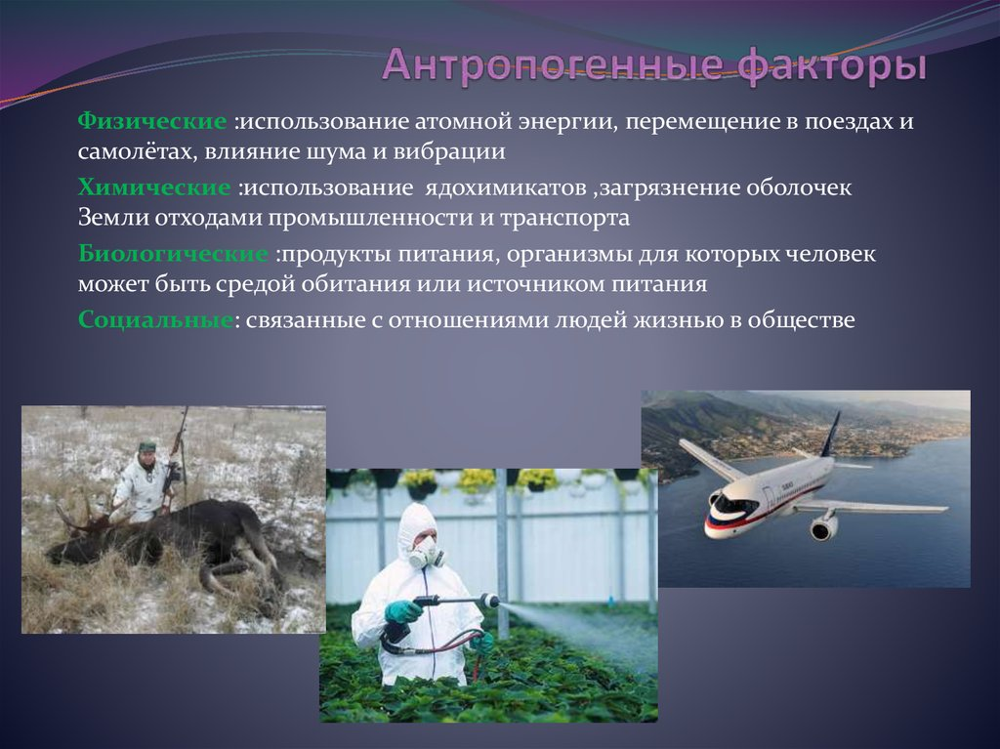 Антропогенные факторы
Физические :использование атомной энергии, перемещение в поездах и
самолётах, влияние шума и вибрации
Химические :использование ядохимикатов ,загрязнение оболочек
Земли отходами промышленности и транспорта
Биологические :продукты питания, организмы для которых человек
может быть средой обитания или источником питания
Социальные: связанные с отношениями людей жизнью в обществе